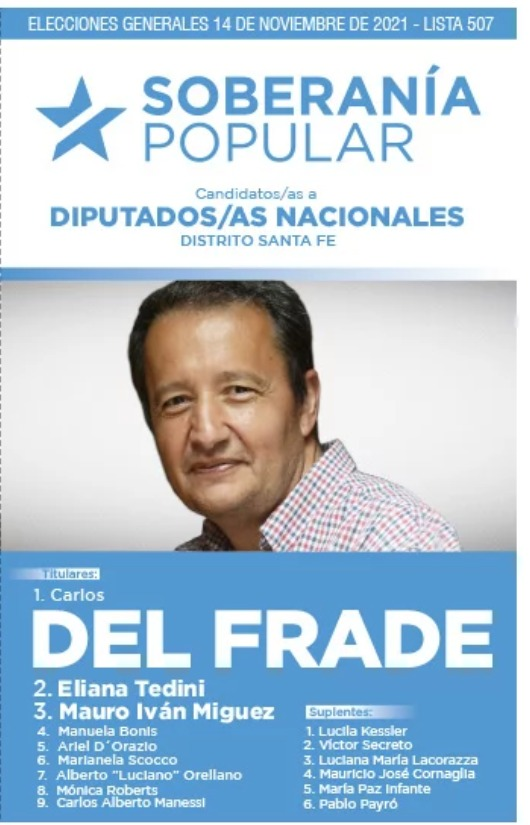 ELECCIONES GENERALES 14 DE NOVIEMBRE DE 2021 - LISTA 507
SOBERANÍA
POPULAR
Candidatos/as a
DIPUTADOS/AS NACIONALES
DISTRITO SANTA FE
Titulares:
1. Carlos
DEL FRADE
2. Eliana Tedini
3. Mauro Iván Miguez
4. Manuela Bonis
5. Ariel D´Orazio
6. Marianela Scocco
7. Alberto "Luciano" Orellano
8. Mónica Roberts
9. Carlos Alberto Manessi
Suplentes:
1. Lucila Kessler
2. Víctor Secreto
3. Luciana María Lacorazza
4. Mauricio José Cornaglia
5. María Paz Infante
6. Pablo Payró